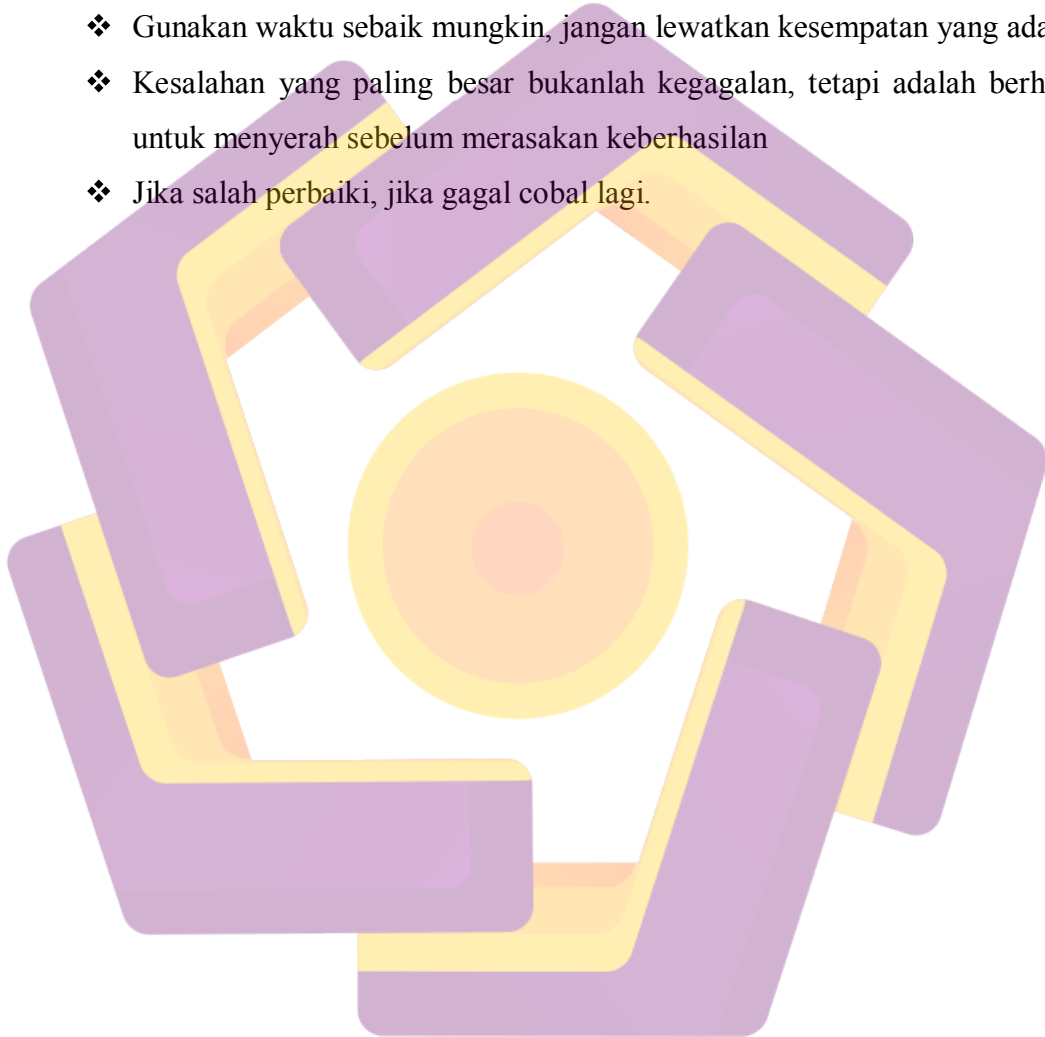 ❖ Gunakan waktu sebaik mungkin, jangan lewatkan kesempatan yang ada
❖ Kesalahan yang paling besar bukanlah kegagalan, tetapi adalah berh
untuk menyerah sebelum merasakan keberhasilan
❖ Jika salah perbaiki, jika gagal cobal lagi.